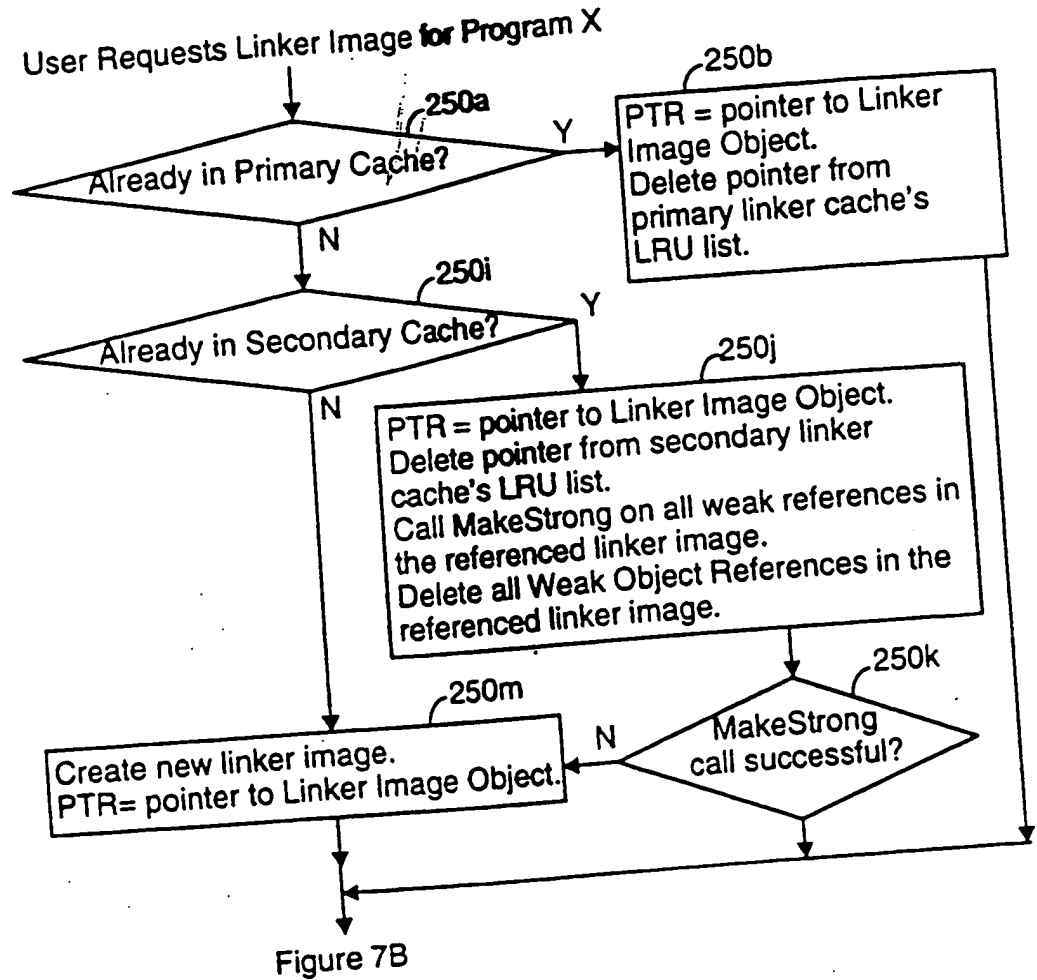 User Requests Linker Image for Program X
250a
Already in Primary Cache?
Y
N
250b
PTR = pointer to Linker
Image Object.
Delete pointer from
primary linker cache's
LRU list.
250i
Already in Secondary Cache?
Y
N
250j
PTR = pointer to Linker Image Object.
Delete pointer from secondary linker
cache's LRU list.
Call MakeStrong on all weak references in
the referenced linker image.
Delete all Weak Object References in the
referenced linker image.
250k
MakeStrong
call successful?
N
250m
Create new linker image.
PTR= pointer to Linker Image Object.
Figure 7B